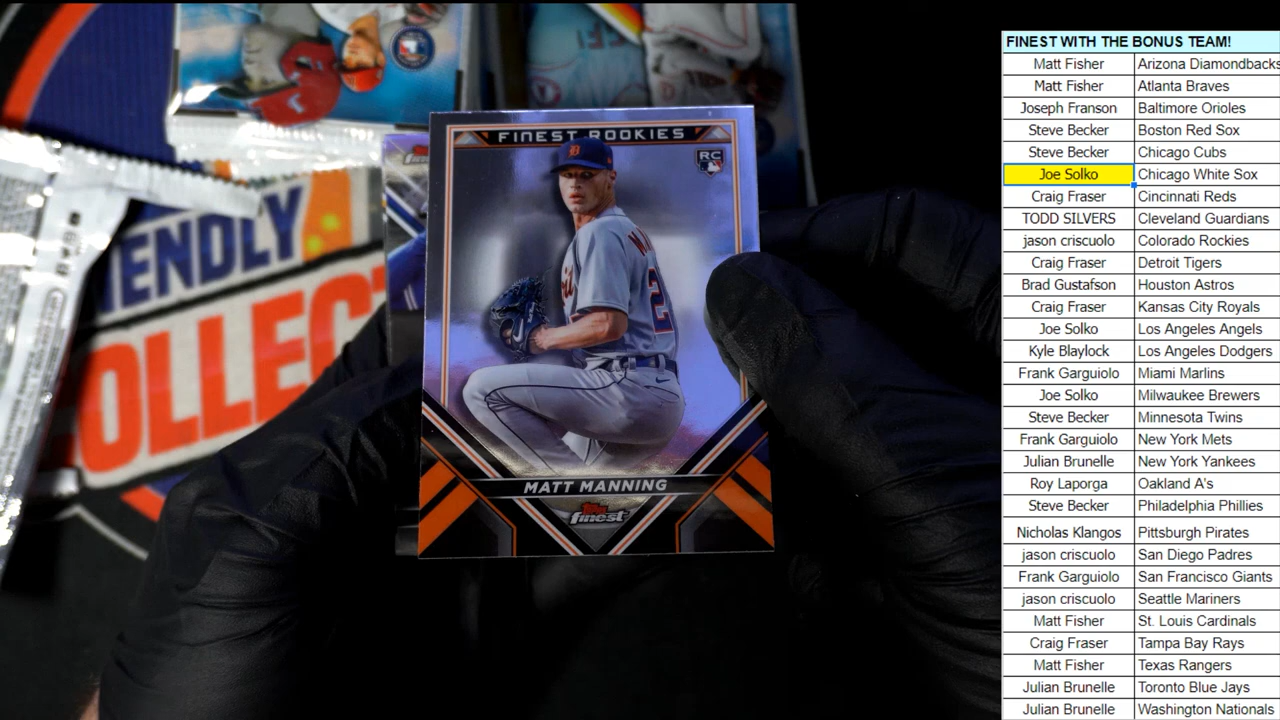 FINEST ROOKIES
RC
MATT MANNING
Topps
finest
ENDLY
COLLEC
FINEST WITH THE BONUS TEAM!
Matt Fisher Arizona Diamondbacks
Matt Fisher Atlanta Braves
Joseph Franson Baltimore Orioles
Steve Becker Boston Red Sox
Steve Becker Chicago Cubs
Joe Solko Chicago White Sox
Craig Fraser Cincinnati Reds
TODD SILVERS Cleveland Guardians
jason criscuolo Colorado Rockies
Craig Fraser Detroit Tigers
Brad Gustafson Houston Astros
Craig Fraser Kansas City Royals
Joe Solko Los Angeles Angels
Kyle Blaylock Los Angeles Dodgers
Frank Garguiolo Miami Marlins
Joe Solko Milwaukee Brewers
Steve Becker Minnesota Twins
Frank Garguiolo New York Mets
Julian Brunelle New York Yankees
Roy Laporga Oakland A's
Steve Becker Philadelphia Phillies
Nicholas Klangos Pittsburgh Pirates
jason criscuolo San Diego Padres
Frank Garguiolo San Francisco Giants
jason criscuolo Seattle Mariners
Matt Fisher St. Louis Cardinals
Craig Fraser Tampa Bay Rays
Matt Fisher Texas Rangers
Julian Brunelle Toronto Blue Jays
Julian Brunelle Washington Nationals